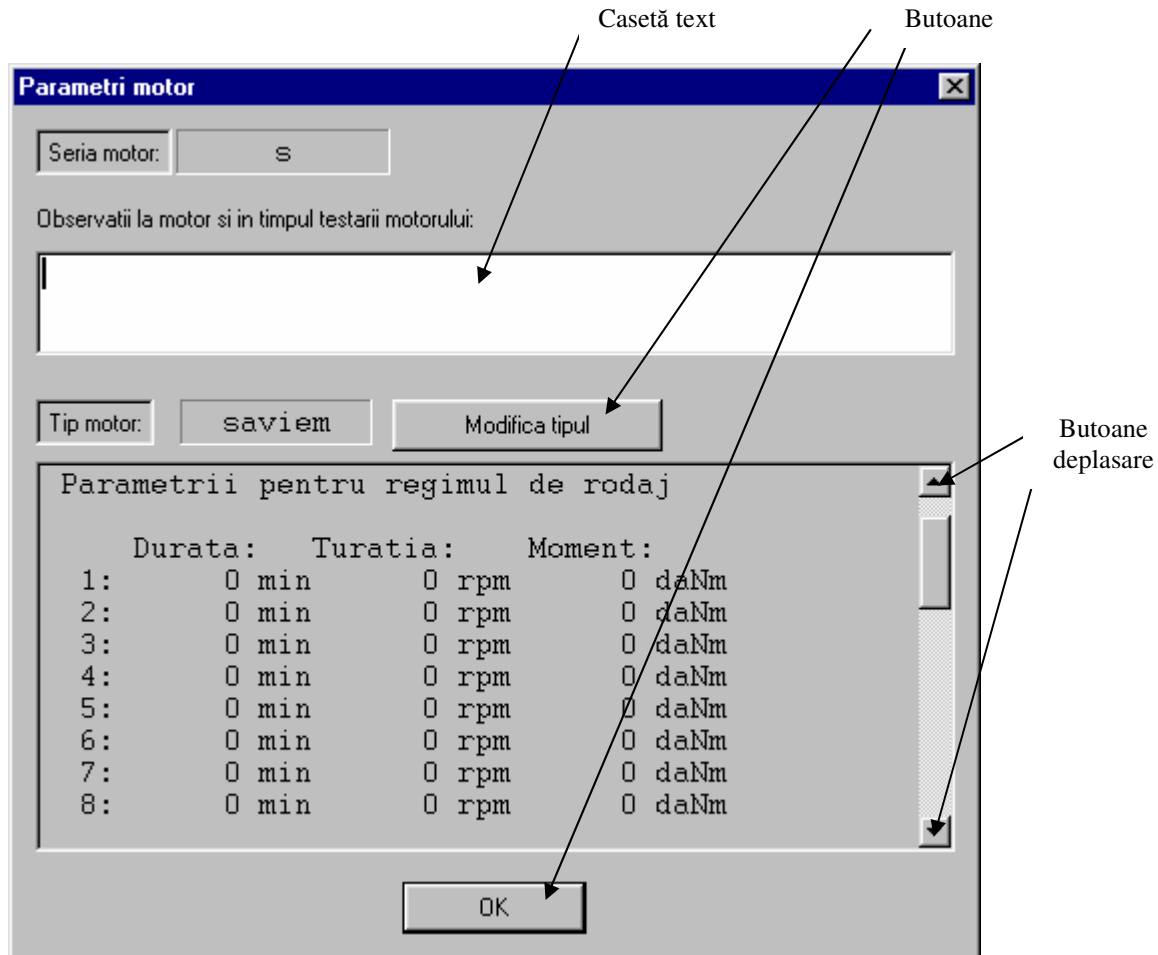 Casetă text Butoane
Parametri motor
Seria motor: s
Observatii la motor si in timpul testarii motorului:
Tip motor: saviem Modifica tipul
Butoane
deplasare
Parametrii pentru regimul de rodaj
Durata: Turatia: Moment:
1: 0 min 0 rpm 0 daNm
2: 0 min 0 rpm 0 daNm
3: 0 min 0 rpm 0 daNm
4: 0 min 0 rpm 0 daNm
5: 0 min 0 rpm 0 daNm
6: 0 min 0 rpm 0 daNm
7: 0 min 0 rpm 0 daNm
8: 0 min 0 rpm 0 daNm
OK